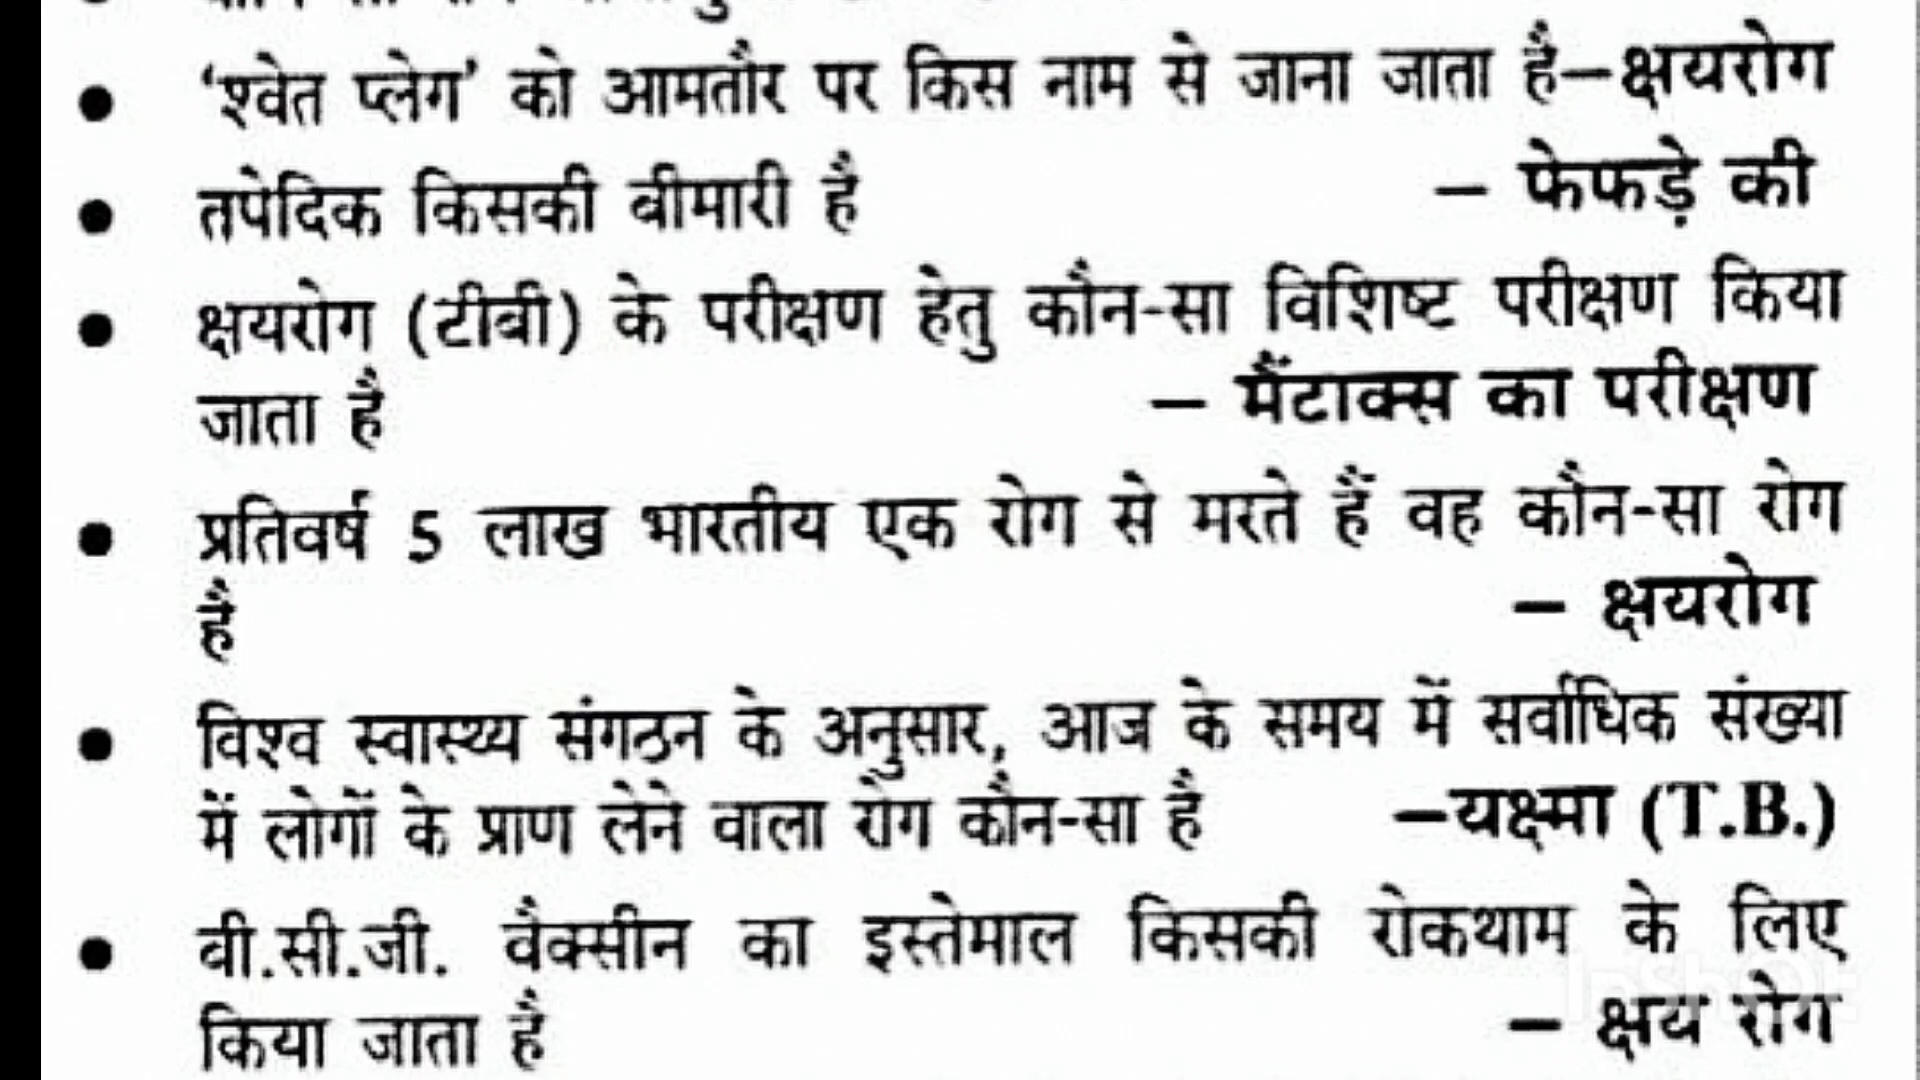 • ‘श्वेत प्लेग’ को आमतौर पर किस नाम से जाना जाता है—क्षयरोग
• तपेदिक किसकी बीमारी है — फेफड़े की
• क्षयरोग (टीबी) के परीक्षण हेतु कौन-सा विशिष्ट परीक्षण किया
जाता है — मैंटाक्स का परीक्षण
• प्रतिवर्ष 5 लाख भारतीय एक रोग से मरते हैं वह कौन-सा रोग
है — क्षयरोग
• विश्व स्वास्थ्य संगठन के अनुसार, आज के समय में सर्वाधिक संख्या
में लोगों के प्राण लेने वाला रोग कौन-सा है —यक्ष्मा (T.B.)
• वी.सी.जी. वैक्सीन का इस्तेमाल किसकी रोकथाम के लिए
InShOt
किया जाता है — क्षय रोग